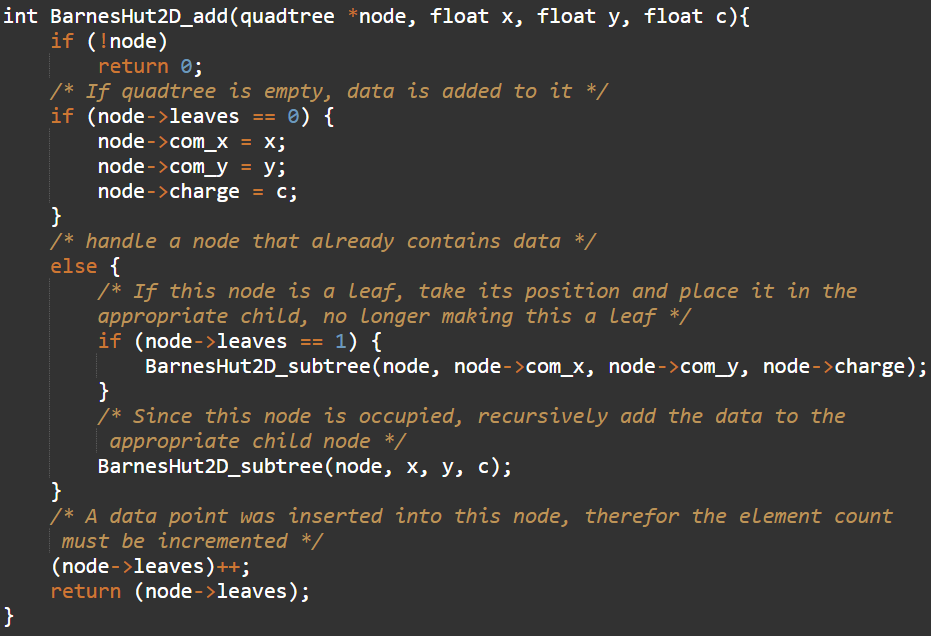 int BarnesHut2D_add(quadtree *node, float x, float y, float c){
    if (!node)
        return 0;
    /* If quadtree is empty, data is added to it */
    if (node->leaves == 0) {
        node->com_x = x;
        node->com_y = y;
        node->charge = c;
    }
    /* handle a node that already contains data */
    else {
        /* If this node is a leaf, take its position and place it in the
        appropriate child, no longer making this a leaf */
        if (node->leaves == 1) {
            BarnesHut2D_subtree(node, node->com_x, node->com_y, node->charge);
        }
        /* Since this node is occupied, recursively add the data to the
         appropriate child node */
        BarnesHut2D_subtree(node, x, y, c);
    }
    /* A data point was inserted into this node, therefor the element count
     must be incremented */
    (node->leaves)++;
    return (node->leaves);
}